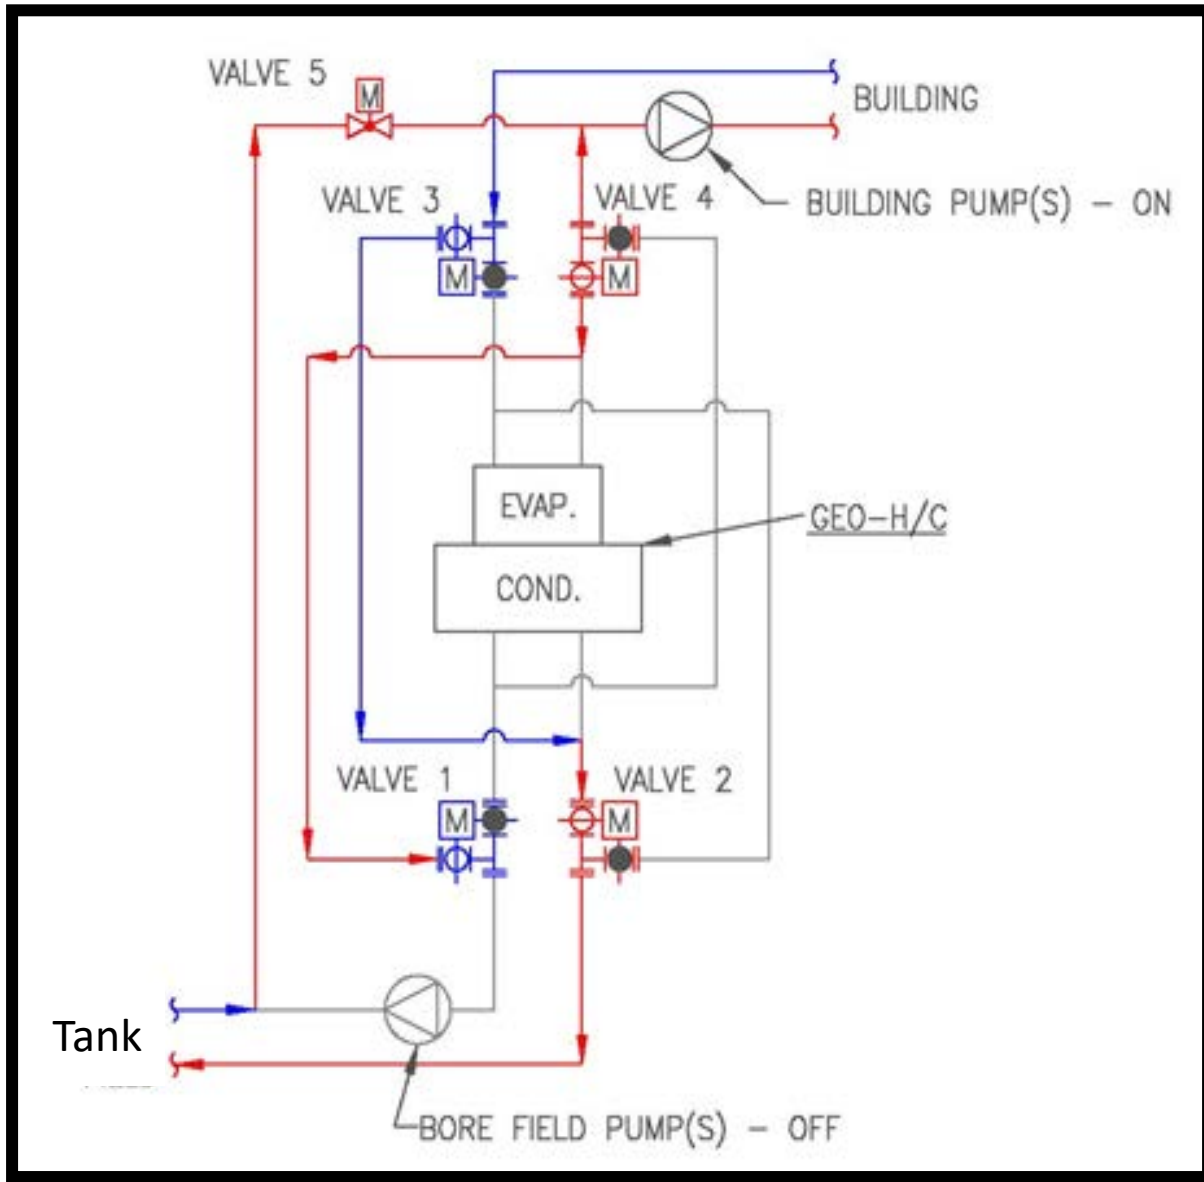 VALVE 5
M
BUILDING
VALVE 3
VALVE 4
BUILDING PUMP(S) - ON
M
M
EVAP.
GEO-H/C
COND.
VALVE 1
VALVE 2
M
M
Tank
BORE FIELD PUMP(S) - OFF